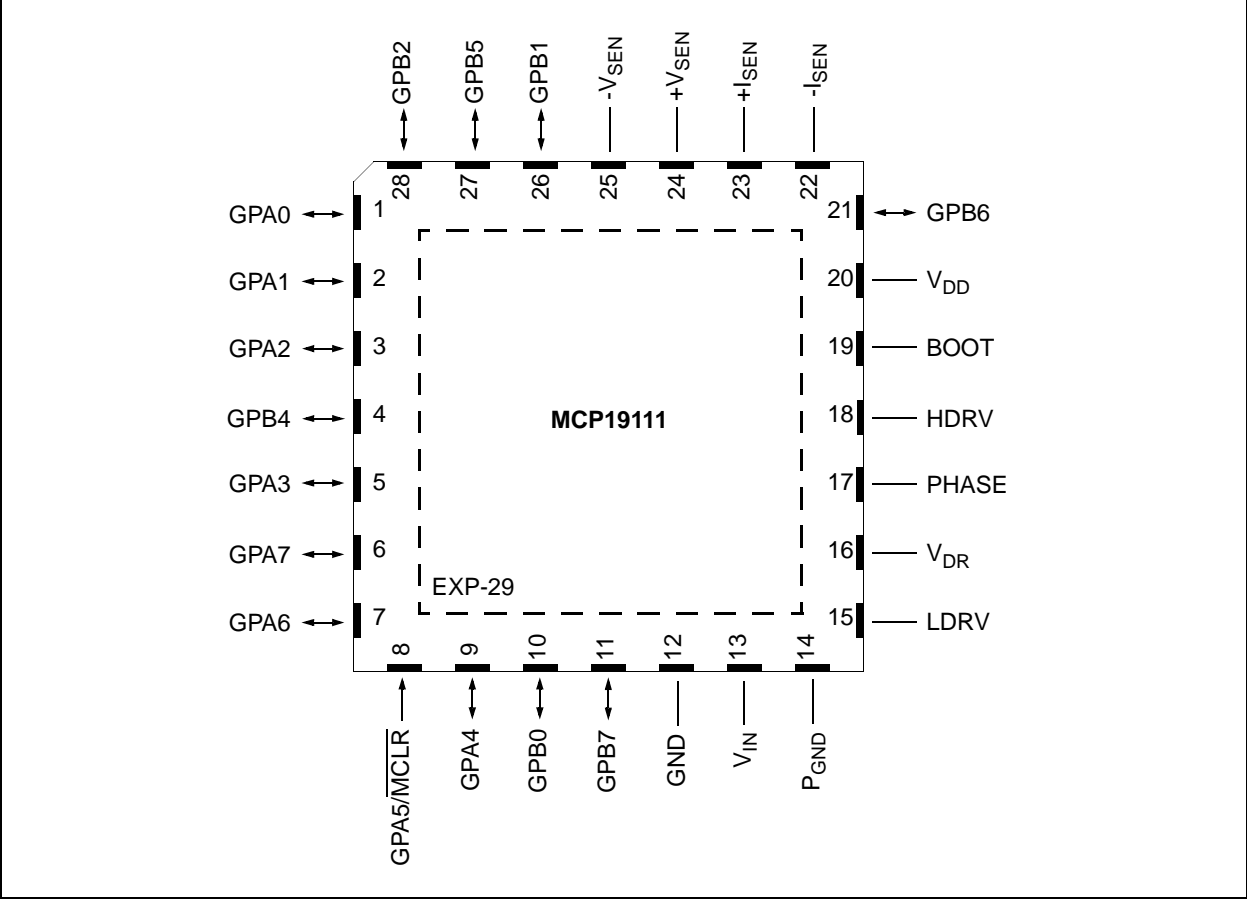 GPB2
GPB5
GPB1
-VSEN
+VSEN
+ISEN
-ISEN
28
27
26
25
24
23
22
GPA0
1
21
GPB6
GPA1
2
20
VDD
GPA2
3
19
BOOT
GPB4
4
MCP19111
18
HDRV
GPA3
5
17
PHASE
GPA7
6
16
VDR
EXP-29
GPA6
7
15
LDRV
8
9
10
11
12
13
14
GPA5/MCLR
GPA4
GPB0
GPB7
GND
VIN
PGND